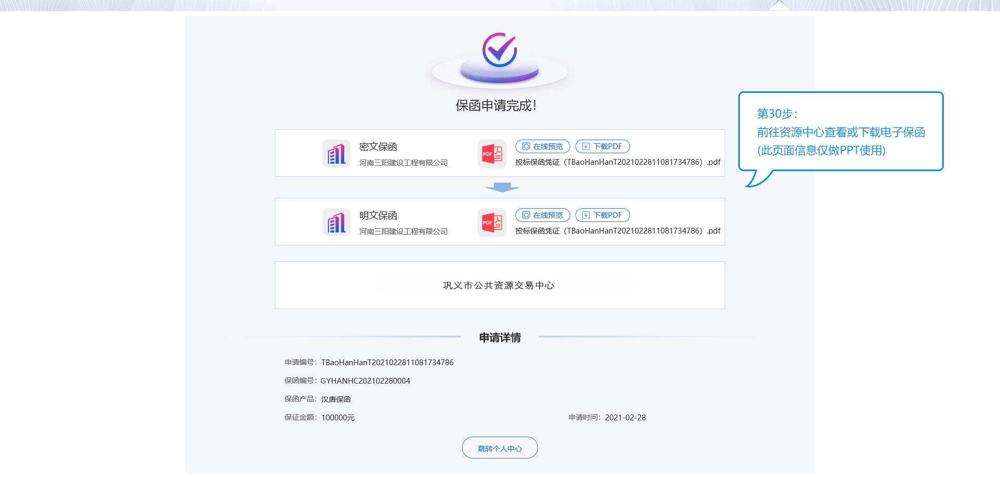 保函申请完成!
第30步：
前往资源中心查看或下载电子保函
(此页面信息仅做PPT使用)
密文保函
河南三阳建设工程有限公司
PDF
在线预览
下载PDF
投标保函凭证（TBaoHanHanT2021022811081734786）.pdf
明文保函
河南三阳建设工程有限公司
PDF
在线预览
下载PDF
投标保函凭证（TBaoHanHanT2021022811081734786）.pdf
巩义市公共资源交易中心
申请详情
申请编号：TBaoHanHanT2021022811081734786
保函编号：GYHANHC202102280004
保函产品：汉唐保函
保证金额：100000元
申请时间：2021-02-28
跳转个人中心